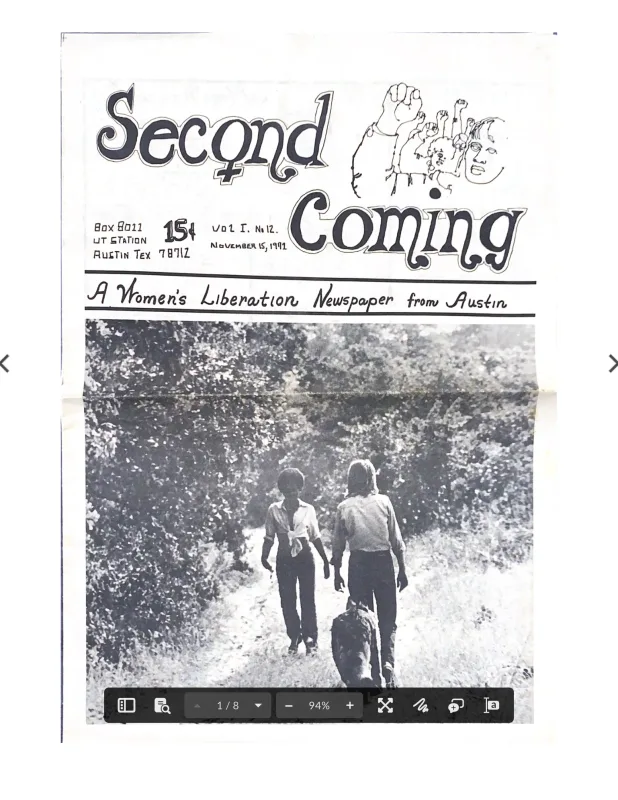 Second
Coming
BOX 8011
UT STATION
AUSTIN TEX 78712
15¢
VOL I. No 12.
NOVEMBER 15, 1971
A Women's Liberation Newspaper from Austin
1 / 8
94%
a